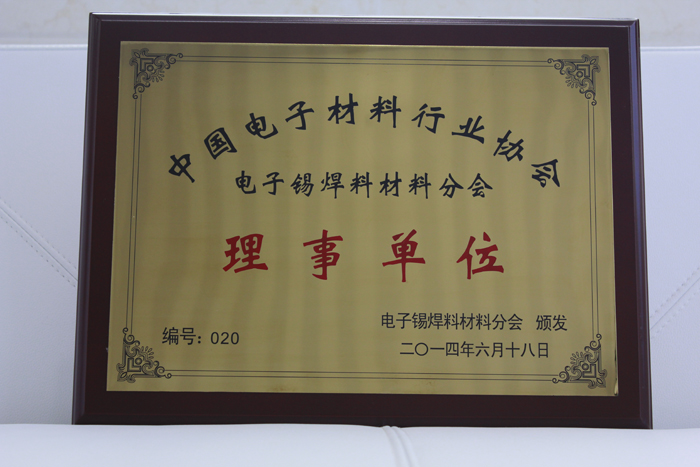 中国电子材料行业协会
电子锡焊料材料分会
理事单位
电子锡焊料材料分会 颁发
编号：020
二〇一四年六月十八日